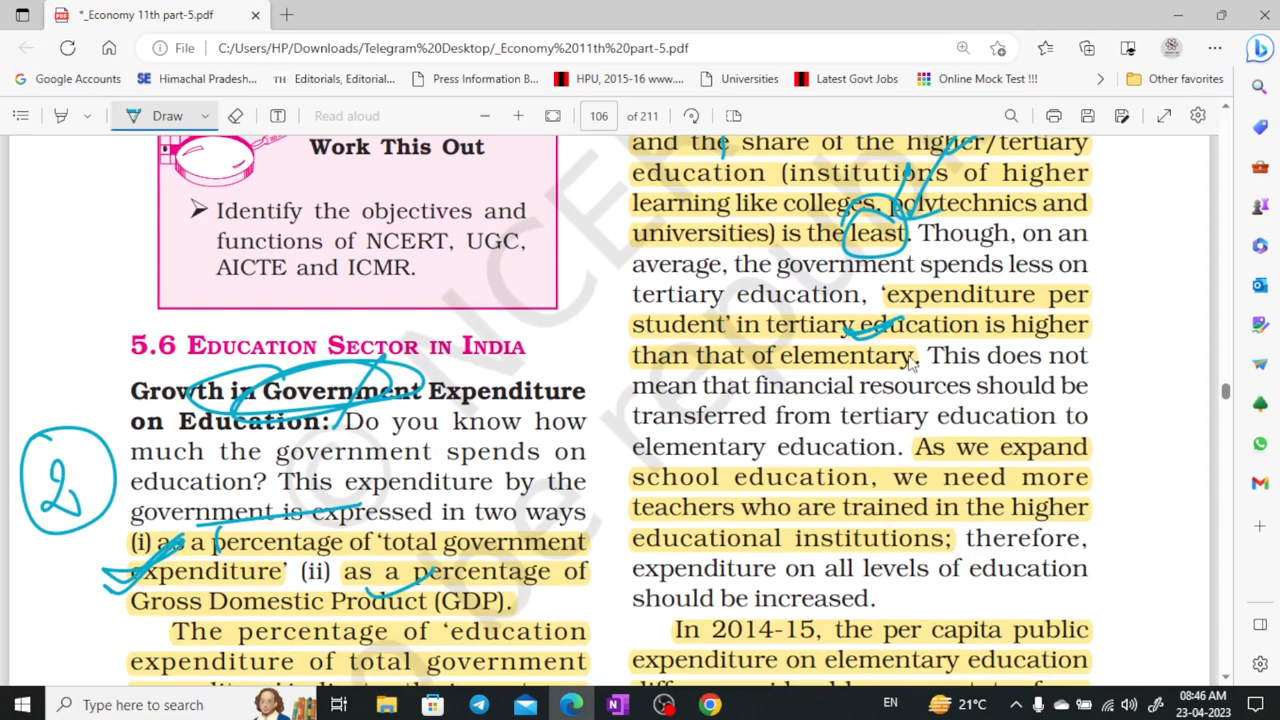 *_Economy 11th part-5.pdf
File C:/Users/HP/Downloads/Telegram%20Desktop/_Economy%2011th%20part-5.pdf
Google Accounts SE Himachal Pradesh... TH Editorials, Editorial... Press Information B... HPU, 2015-16 www.... Universities Latest Govt Jobs Online Mock Test !!! Other favorites
Draw Read aloud 106 of 211
Work This Out
➢ Identify the objectives and
functions of NCERT, UGC,
AICTE and ICMR.
5.6 EDUCATION SECTOR IN INDIA
Growth in Government Expenditure
on Education: Do you know how
much the government spends on
education? This expenditure by the
government is expressed in two ways
(i) as a percentage of 'total government
expenditure' (ii) as a percentage of
Gross Domestic Product (GDP).
The percentage of 'education
expenditure of total government
2
and the share of the higher/tertiary
education (institutions of higher
learning like colleges, polytechnics and
universities) is the least. Though, on an
average, the government spends less on
tertiary education, 'expenditure per
student' in tertiary education is higher
than that of elementary. This does not
mean that financial resources should be
transferred from tertiary education to
elementary education. As we expand
school education, we need more
teachers who are trained in the higher
educational institutions; therefore,
expenditure on all levels of education
should be increased.
In 2014-15, the per capita public
expenditure on elementary education
© NCER
be republ
Type here to search
EN 21°C 08:46 AM
23-04-2023